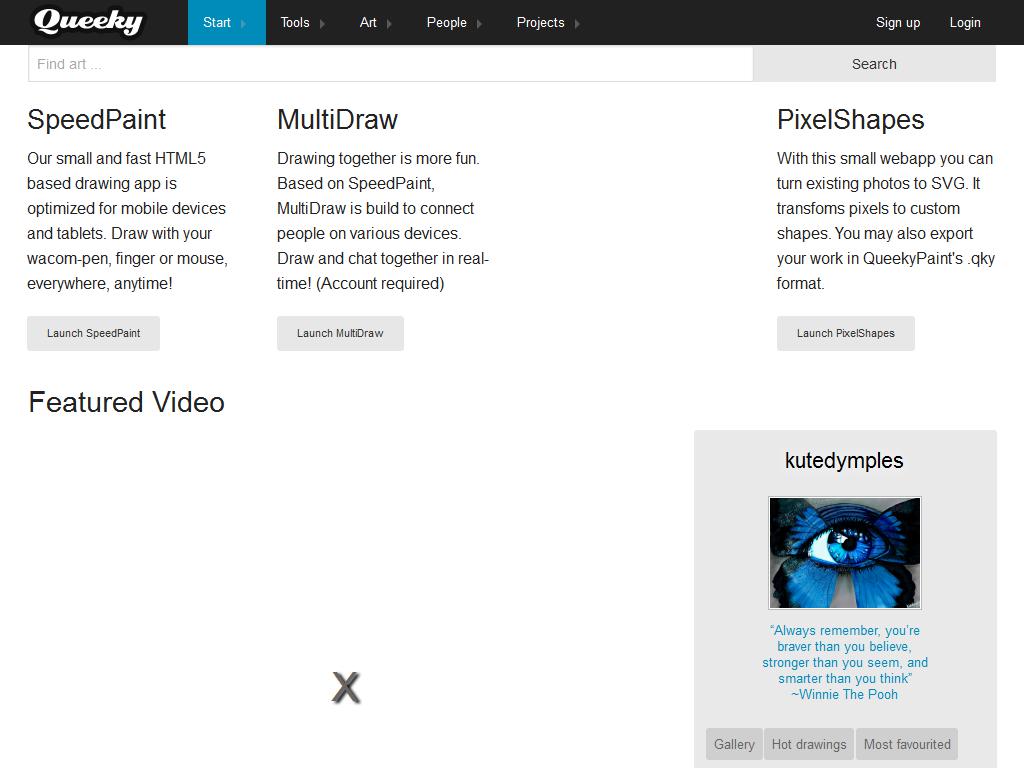 Queeky
Start
Tools
Art
People
Projects
Sign up
Login
Find art ...
Search
SpeedPaint
Our small and fast HTML5
based drawing app is
optimized for mobile devices
and tablets. Draw with your
wacom-pen, finger or mouse,
everywhere, anytime!
Launch SpeedPaint
MultiDraw
Drawing together is more fun.
Based on SpeedPaint,
MultiDraw is build to connect
people on various devices.
Draw and chat together in real-
time! (Account required)
Launch MultiDraw
PixelShapes
With this small webapp you can
turn existing photos to SVG. It
transfoms pixels to custom
shapes. You may also export
your work in QueekyPaint's .qky
format.
Launch PixelShapes
Featured Video
X
kutedymples
“Always remember, you’re
braver than you believe,
stronger than you seem, and
smarter than you think”
~Winnie The Pooh
Gallery
Hot drawings
Most favourited